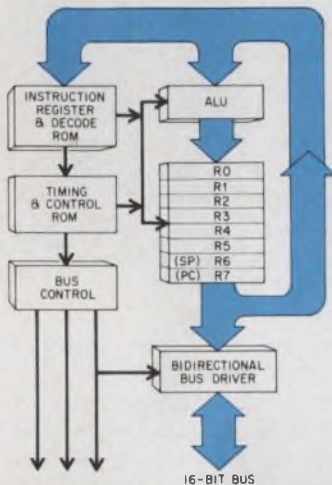 INSTRUCTION
REGISTER
& DECODE
ROM
ALU
TIMING
& CONTROL
ROM
R0
R1
R2
R3
R4
R5
(SP) R6
(PC) R7
BUS
CONTROL
BIDIRECTIONAL
BUS DRIVER
16-BIT BUS